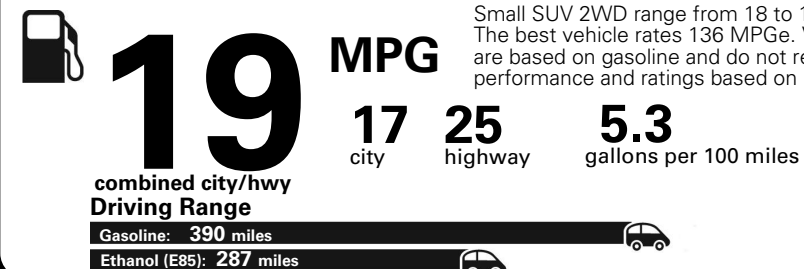 Small SUV 2WD range from 18 to
The best vehicle rates 136 MPGe.
are based on gasoline and do not
performance and ratings based on
19 MPG
17 25 5.3
city highway gallons per 100 miles
combined city/hwy
Driving Range
Gasoline: 390 miles
Ethanol (E85): 287 miles